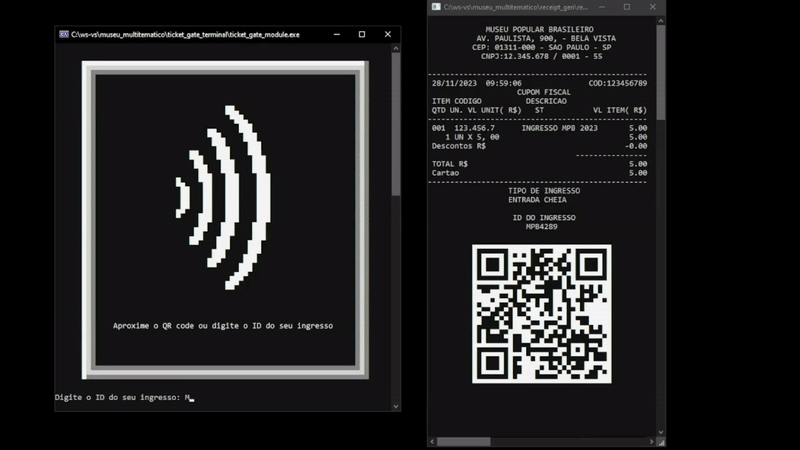 C:\ws-vs\museu_multitematico\ticket_gate_terminal\ticket_gate_module.exe
Aproxime o QR code ou digite o ID do seu ingresso
Digite o ID do seu ingresso: M_
C:\ws-vs\museu_multitematico\receipt_gen\re...
MUSEU POPULAR BRASILEIRO
AV. PAULISTA, 900, - BELA VISTA
CEP: 01311-000 - SAO PAULO - SP
CNPJ:12.345.678 / 0001 - 55
28/11/2023 09:59:06 COD:123456789
CUPOM FISCAL
ITEM CODIGO DESCRICAO
QTD UN. VL UNIT( R$) ST VL ITEM( R$)
001 123.456.7 INGRESSO MPB 2023 5.00
1 UN X 5, 00 5.00
Descontos R$ -0.00
TOTAL R$ 5.00
Cartao 5.00
TIPO DE INGRESSO
ENTRADA CHEIA
ID DO INGRESSO
MPB4289